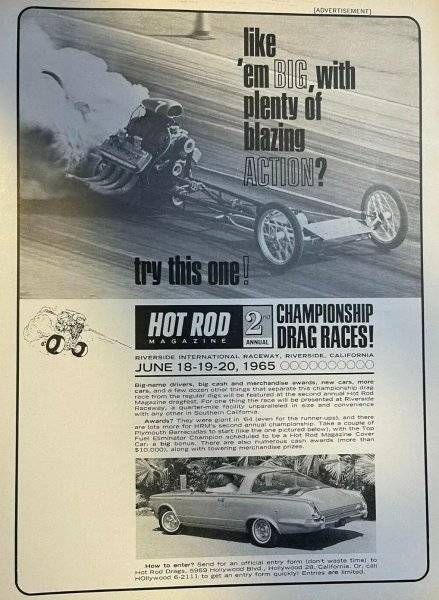 [ADVERTISEMENT]
like
'em BIG, with
plenty of
blazing
ACTION?
try this one!
HOT ROD
MAGAZINE
2nd
ANNUAL
CHAMPIONSHIP
DRAG RACES!
RIVERSIDE INTERNATIONAL RACEWAY, RIVERSIDE, CALIFORNIA
JUNE 18-19-20, 1965
Big-name drivers, big cash and merchandise awards, new cars, more
cars, and a few dozen other things that separate this championship drag
race from the regular digs will be featured at the second annual Hot Rod
Magazine dragfest. For one thing the race will be presented at Riverside
Raceway, a quarter-mile facility unparalleled in size and convenience
with any other in Southern California.
Awards? They were giant in '64 (even for the runner-ups), and there
are lots more for HRM's second annual championship. Take a couple of
Plymouth Barracudas to start (like the one pictured below), with the Top
Fuel Eliminator Champion scheduled to be a Hot Rod Magazine Cover
Car: a big bonus. There are also numerous cash awards (more than
$10,000), along with towering merchandise prizes.
How to enter? Send for an official entry form (don't waste time) to
Hot Rod Drags, 5959 Hollywood Blvd., Hollywood 28, California. Or, call
HOllywood 6-2111 to get an entry form quickly! Entries are limited.